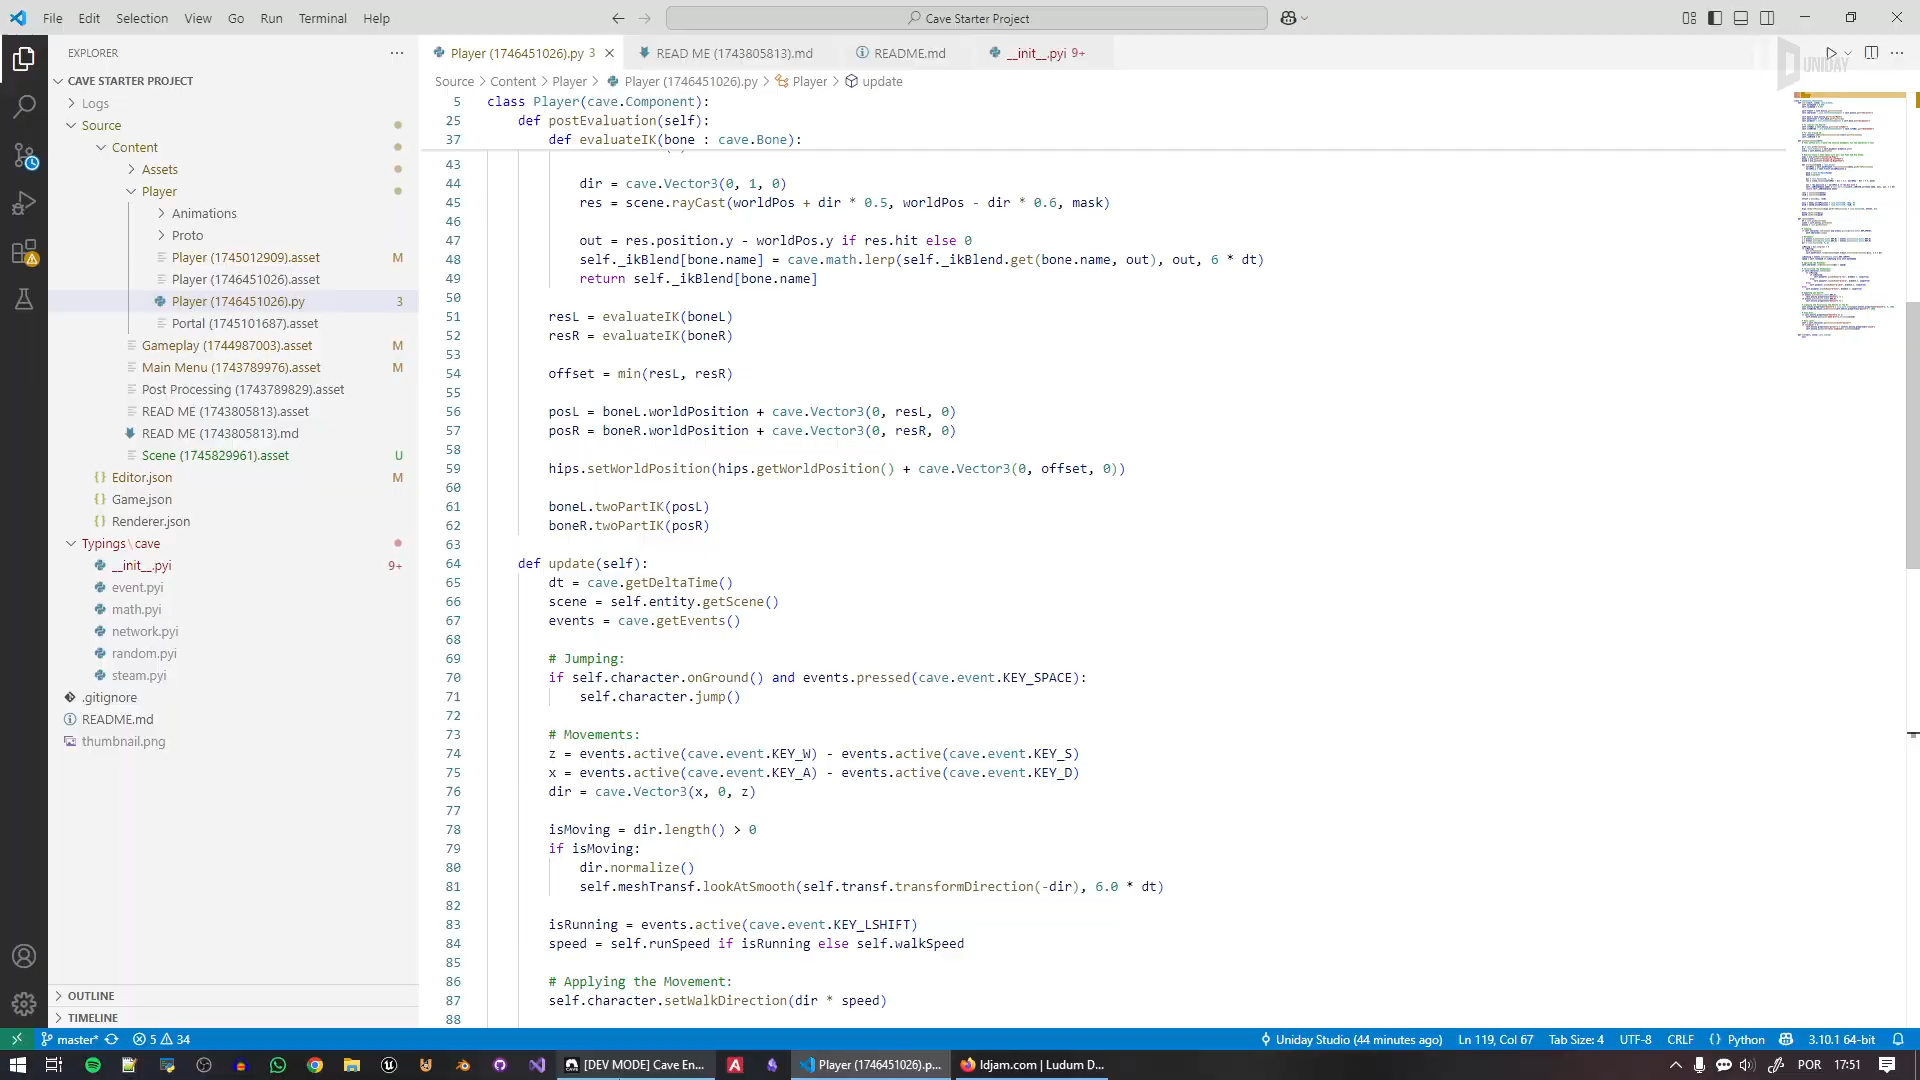 File Edit Selection View Go Run Terminal Help
Cave Starter Project
EXPLORER
Player (1746451026).py 3
READ ME (1743805813).md
README.md
__init__.pyi 9+
UNIDAY
CAVE STARTER PROJECT
Source > Content > Player > Player (1746451026).py > Player > update
Logs
Source
Content
Assets
Player
Animations
Proto
Player (1745012909).asset M
Player (1746451026).asset
Player (1746451026).py 3
Portal (1745101687).asset
Gameplay (1744987003).asset M
Main Menu (1743789976).asset M
Post Processing (1743789829).asset
READ ME (1743805813).asset
READ ME (1743805813).md
Scene (1745829961).asset U
Editor.json M
Game.json
Renderer.json
Typings\cave
__init__.pyi 9+
event.pyi
math.pyi
network.pyi
random.pyi
steam.pyi
.gitignore
README.md
thumbnail.png
OUTLINE
TIMELINE
5 class Player(cave.Component):
25 def postEvaluation(self):
37 def evaluateIK(bone : cave.Bone):
43
44 dir = cave.Vector3(0, 1, 0)
45 res = scene.rayCast(worldPos + dir * 0.5, worldPos - dir * 0.6, mask)
46
47 out = res.position.y - worldPos.y if res.hit else 0
48 self._ikBlend[bone.name] = cave.math.lerp(self._ikBlend.get(bone.name, out), out, 6 * dt)
49 return self._ikBlend[bone.name]
50
51 resL = evaluateIK(boneL)
52 resR = evaluateIK(boneR)
53
54 offset = min(resL, resR)
55
56 posL = boneL.worldPosition + cave.Vector3(0, resL, 0)
57 posR = boneR.worldPosition + cave.Vector3(0, resR, 0)
58
59 hips.setWorldPosition(hips.getWorldPosition() + cave.Vector3(0, offset, 0))
60
61 boneL.twoPartIK(posL)
62 boneR.twoPartIK(posR)
63
64 def update(self):
65 dt = cave.getDeltaTime()
66 scene = self.entity.getScene()
67 events = cave.getEvents()
68
69 # Jumping:
70 if self.character.onGround() and events.pressed(cave.event.KEY_SPACE):
71 self.character.jump()
72
73 # Movements:
74 z = events.active(cave.event.KEY_W) - events.active(cave.event.KEY_S)
75 x = events.active(cave.event.KEY_A) - events.active(cave.event.KEY_D)
76 dir = cave.Vector3(x, 0, z)
77
78 isMoving = dir.length() > 0
79 if isMoving:
80 dir.normalize()
81 self.meshTransf.lookAtSmooth(self.transf.transformDirection(-dir), 6.0 * dt)
82
83 isRunning = events.active(cave.event.KEY_LSHIFT)
84 speed = self.runSpeed if isRunning else self.walkSpeed
85
86 # Applying the Movement:
87 self.character.setWalkDirection(dir * speed)
88
master* 5 34
Uniday Studio (44 minutes ago) Ln 119, Col 67 Tab Size: 4 UTF-8 CRLF Python 3.10.1 64-bit
[DEV MODE] Cave En...
Player (1746451026).p...
ldjam.com | Ludum D...
POR 17:51